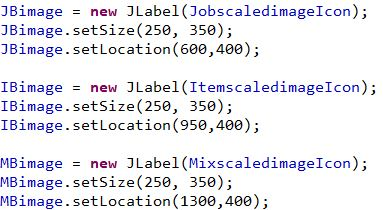 JBimage = new JLabel(JobscaledimageIcon);
JBimage.setSize(250, 350);
JBimage.setLocation(600,400);
IBimage = new JLabel(ItemscaledimageIcon);
IBimage.setSize(250, 350);
IBimage.setLocation(950,400);
MBimage = new JLabel(MixscaledimageIcon);
MBimage.setSize(250, 350);
MBimage.setLocation(1300,400);